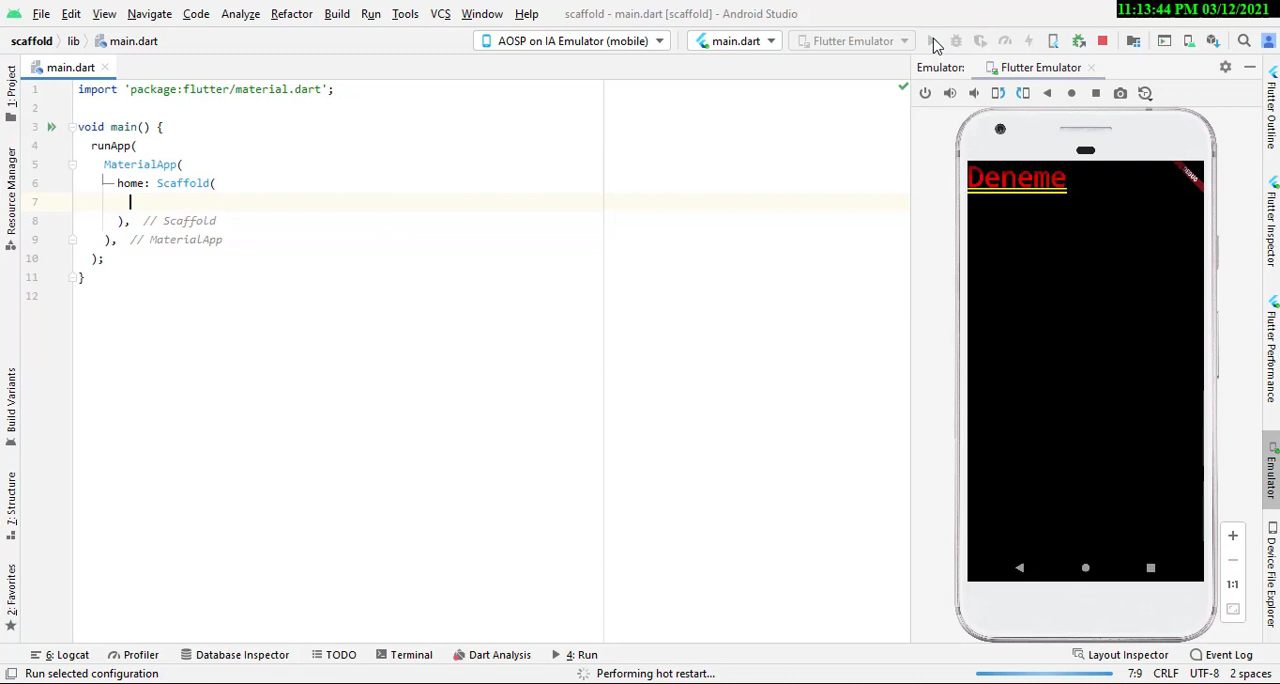 11:13:44 PM 03/12/2021
File Edit View Navigate Code Analyze Refactor Build Run Tools VCS Window Help scaffold - main.dart [scaffold] - Android Studio
scaffold lib main.dart AOSP on IA Emulator (mobile) main.dart Flutter Emulator
main.dart
Emulator: Flutter Emulator
1 import 'package:flutter/material.dart';
2
3 void main() {
4 runApp(
5 MaterialApp(
6 home: Scaffold(
7
8 ), // Scaffold
9 ), // MaterialApp
10 );
11 }
12
1: Project
Resource Manager
Build Variants
7: Structure
2: Favorites
Deneme
DEBUG
+
−
1:1
Flutter Outline
Flutter Inspector
Flutter Performance
Emulator
Device File Explorer
6: Logcat Profiler Database Inspector TODO Terminal Dart Analysis 4: Run Layout Inspector Event Log
Run selected configuration Performing hot restart... 7:9 CRLF UTF-8 2 spaces